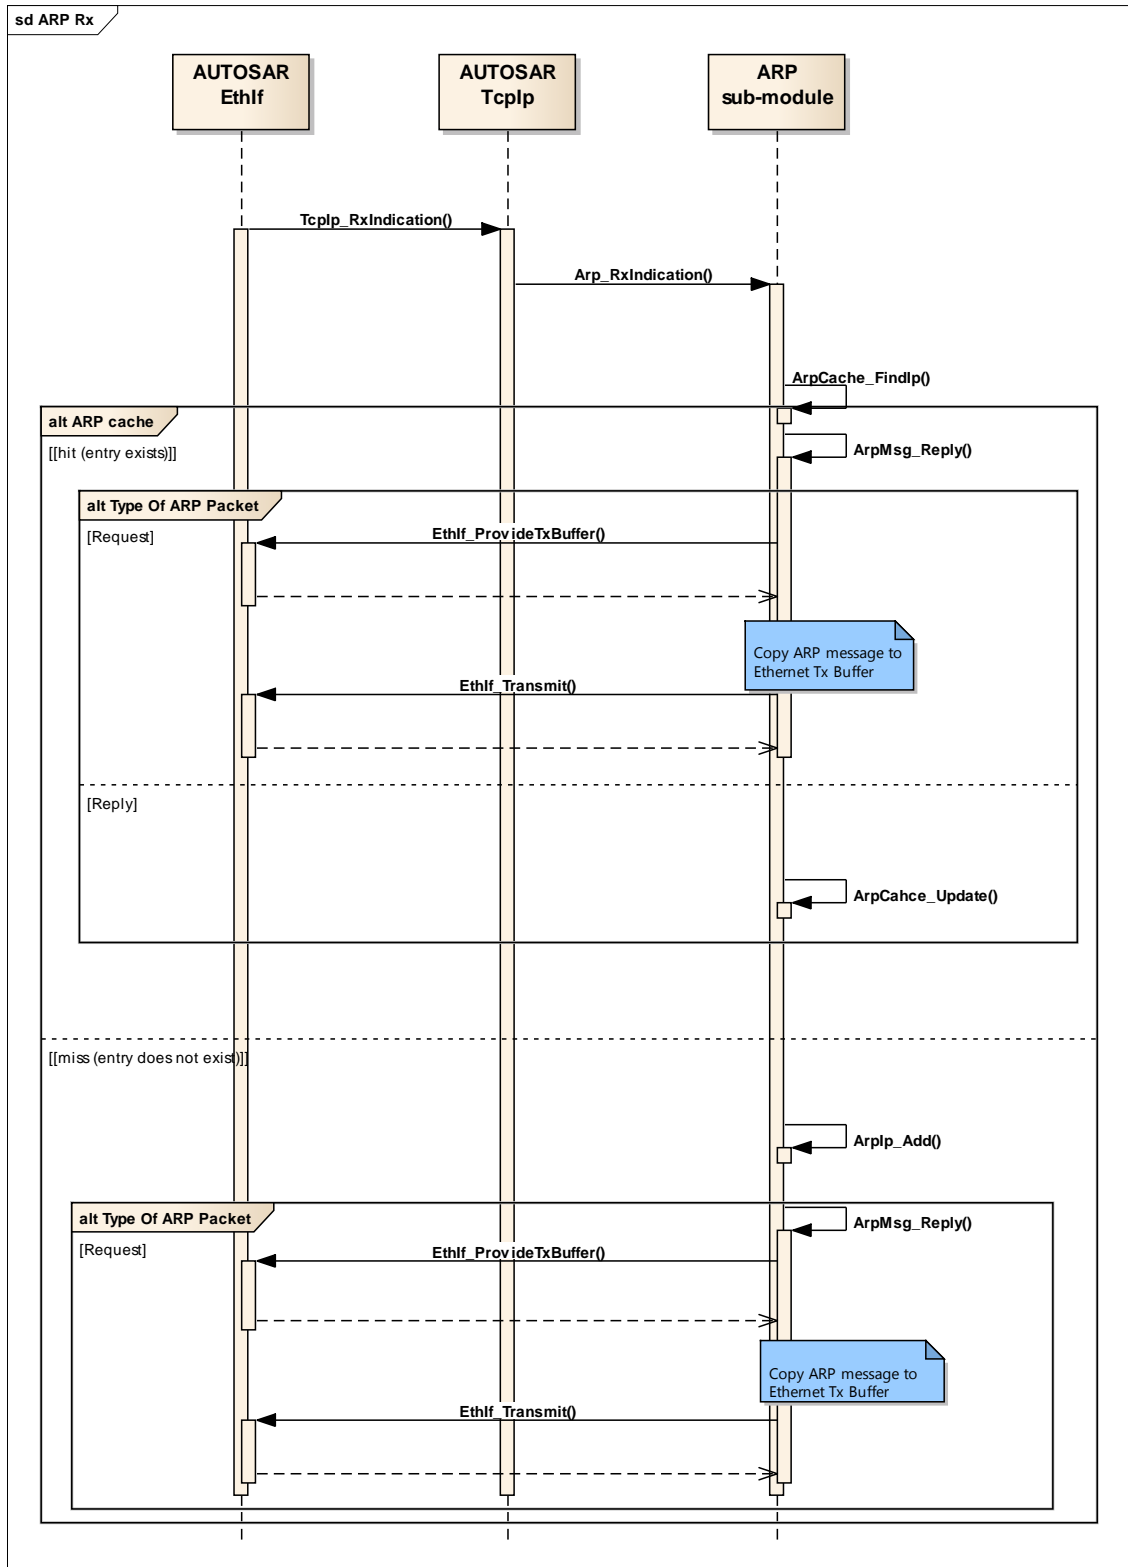 sd ARP Rx
AUTOSAR
EthIf
AUTOSAR
TcpIp
ARP
sub-module
TcpIp_RxIndication()
Arp_RxIndication()
ArpCache_FindIp()
alt ARP cache
[[hit (entry exists)]]
ArpMsg_Reply()
alt Type Of ARP Packet
[Request]
EthIf_ProvideTxBuffer()
Copy ARP message to
Ethernet Tx Buffer
EthIf_Transmit()
[Reply]
ArpCahce_Update()
[[miss (entry does not exist)]]
ArpIp_Add()
alt Type Of ARP Packet
ArpMsg_Reply()
[Request]
EthIf_ProvideTxBuffer()
Copy ARP message to
Ethernet Tx Buffer
EthIf_Transmit()